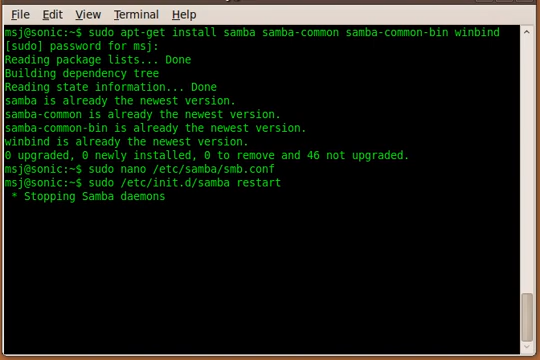 File Edit View Terminal Help
msj@sonic:~$ sudo apt-get install samba samba-common samba-common-bin winbind
[sudo] password for msj:
Reading package lists... Done
Building dependency tree
Reading state information... Done
samba is already the newest version.
samba-common is already the newest version.
samba-common-bin is already the newest version.
winbind is already the newest version.
0 upgraded, 0 newly installed, 0 to remove and 46 not upgraded.
msj@sonic:~$ sudo nano /etc/samba/smb.conf
msj@sonic:~$ sudo /etc/init.d/samba restart
 * Stopping Samba daemons